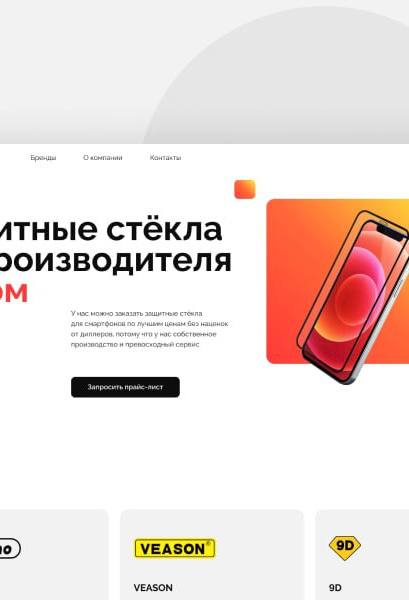 Бренды О компании Контакты
итные стёкла
роизводителя
ом
У нас можно заказать защитные стёкла
для смартфонов по лучшим ценам без наценок
от диллеров, потому что у нас собственное
производство и превосходный сервис
Запросить прайс-лист
VEASON® 9D
VEASON 9D